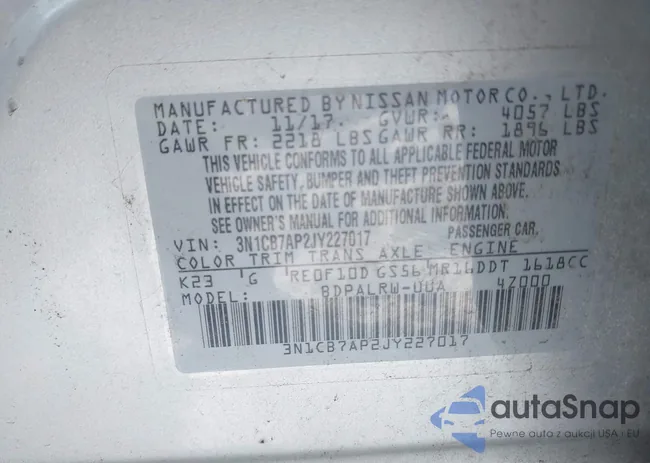 MANUFACTURED BY NISSAN MOTOR CO., LTD.
DATE: 11/17. GVWR: 4057 LBS
GAWR FR: 2218 LBS GAWR RR: 1896 LBS
THIS VEHICLE CONFORMS TO ALL APPLICABLE FEDERAL MOTOR
VEHICLE SAFETY, BUMPER AND THEFT PREVENTION STANDARDS
IN EFFECT ON THE DATE OF MANUFACTURE SHOWN ABOVE.
SEE OWNER'S MANUAL FOR ADDITIONAL INFORMATION.
VIN: 3N1CB7AP2JY227017 PASSENGER CAR.
COLOR TRIM TRANS AXLE ENGINE
K23 G RE0F10D GS56 MR16DDT 1618CC
MODEL: BDPALRW-UUA 4Z000
3N1CB7AP2JY227017
autaSnap
Pewne auto z aukcji USA i EU